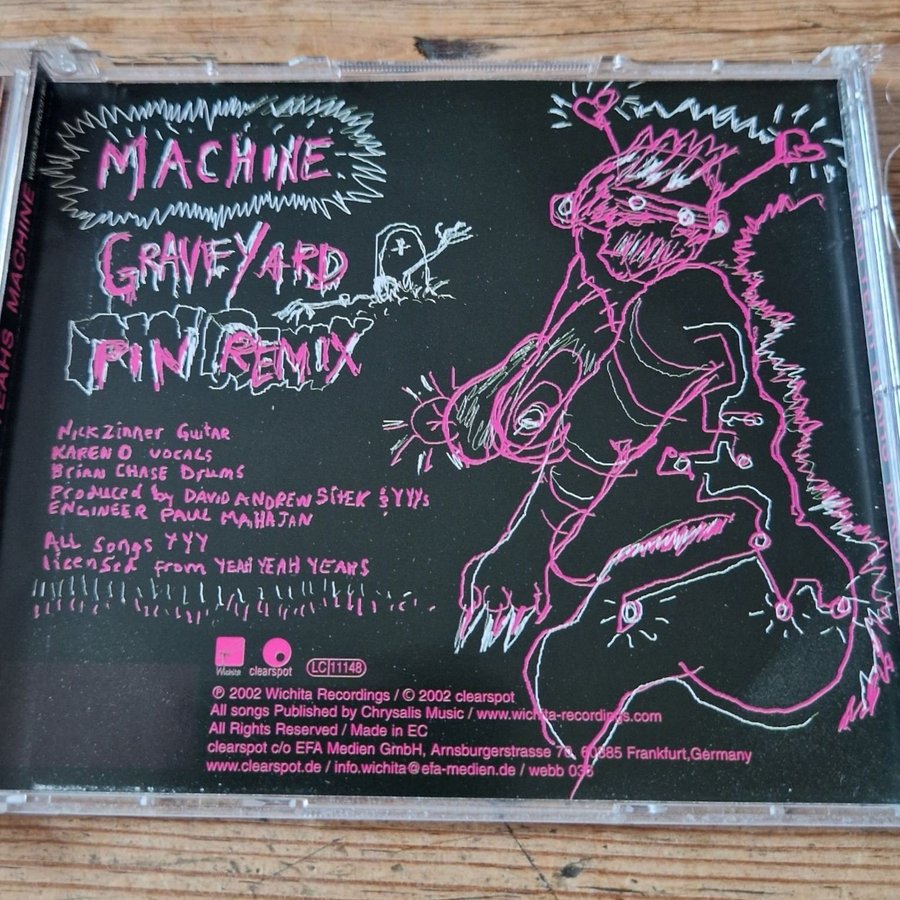 MACHINE
GRAVEYARD
PIN REMIX
NICK ZINNER GUITAR
KAREN O VOCALS
BRIAN CHASE DRUMS
PRODUCED by DAVID ANDREW SITEK & YYYs
ENGINEER PAUL MAHAJAN
ALL SONGS YYY
licensed from YEAH YEAH YEAHS
Wichita clearspot LC 11148
℗ 2002 Wichita Recordings / © 2002 clearspot
All songs Published by Chrysalis Music / www.wichita-recordings.com
All Rights Reserved / Made in EC
clearspot c/o EFA Medien GmbH, Arnsburgerstrasse 70, 60385 Frankfurt,Germany
www.clearspot.de / info.wichita@efa-medien.de / webb 036
YEAHS MACHINE